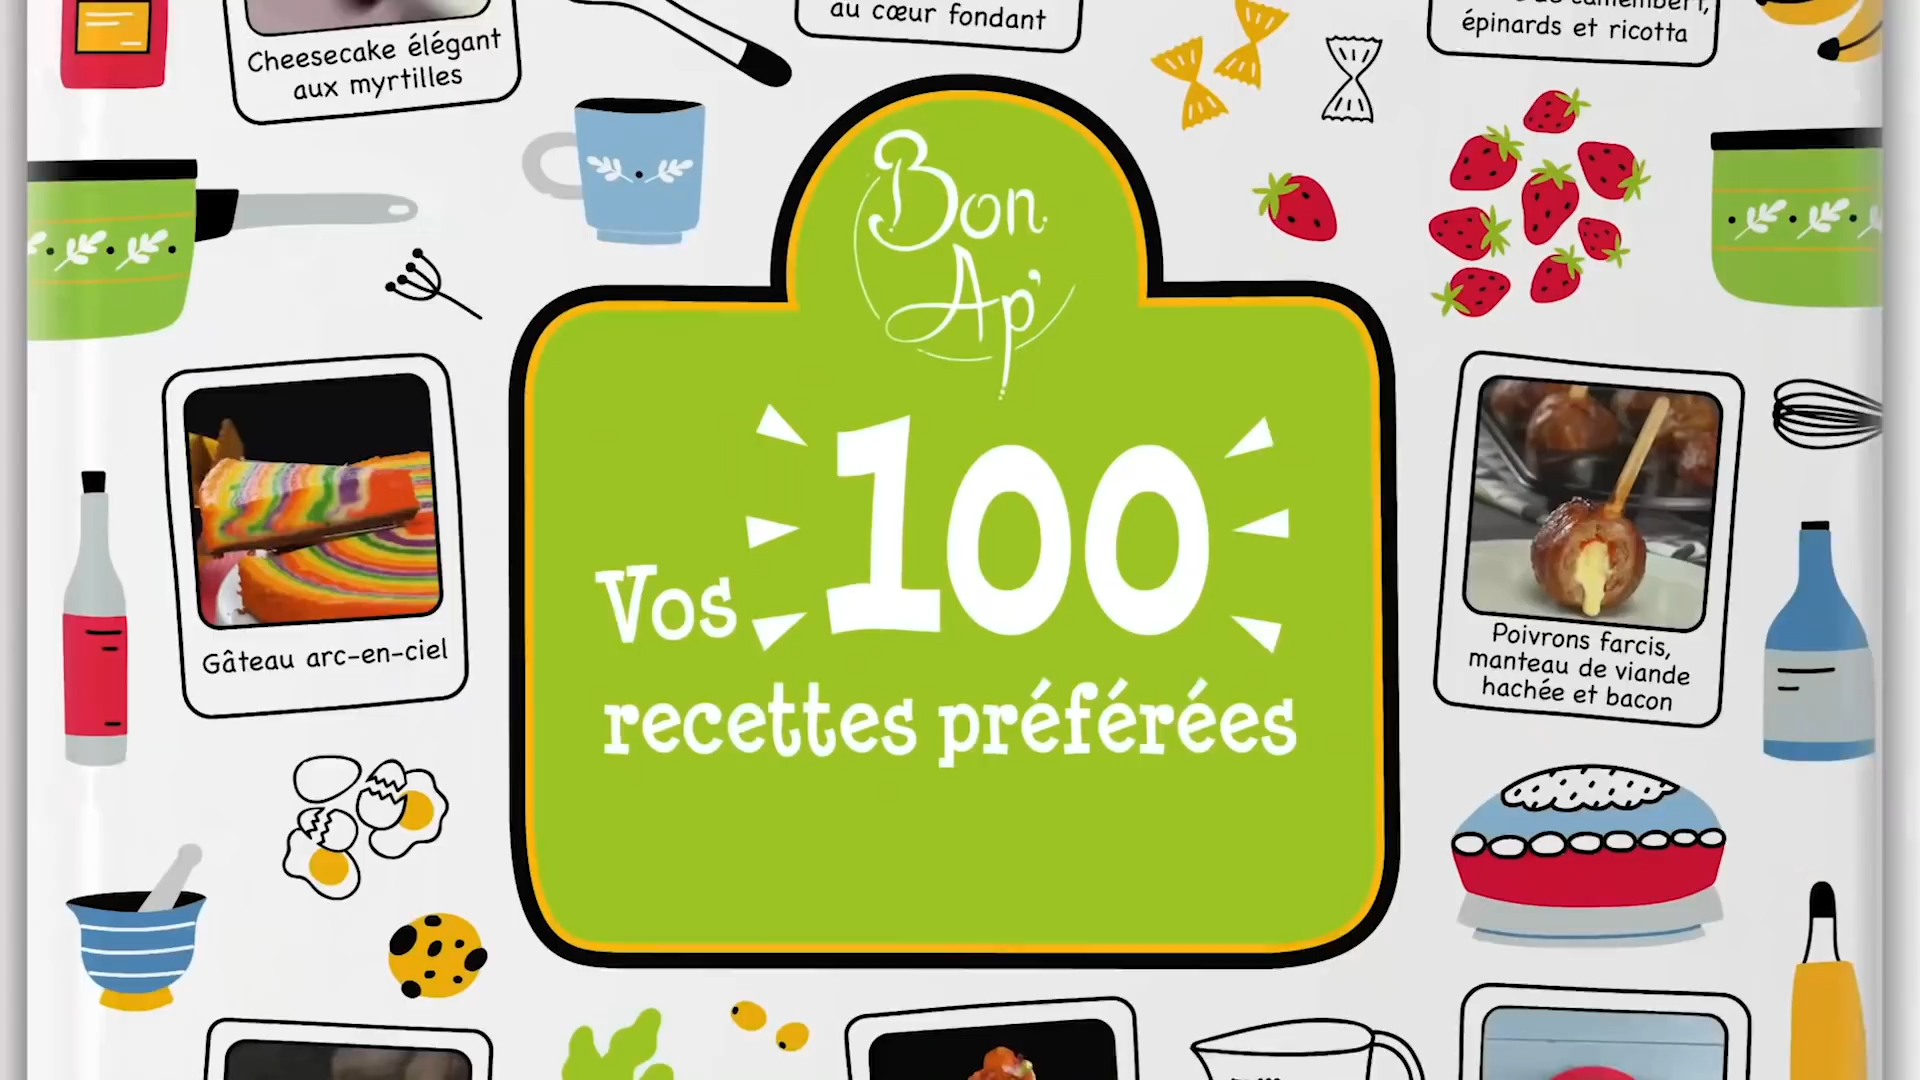 Cheesecake élégant
aux myrtilles
au cœur fondant
épinards et ricotta
Bon
Ap'
Vos 100
recettes préférées
Gâteau arc-en-ciel
Poivrons farcis,
manteau de viande
hachée et bacon